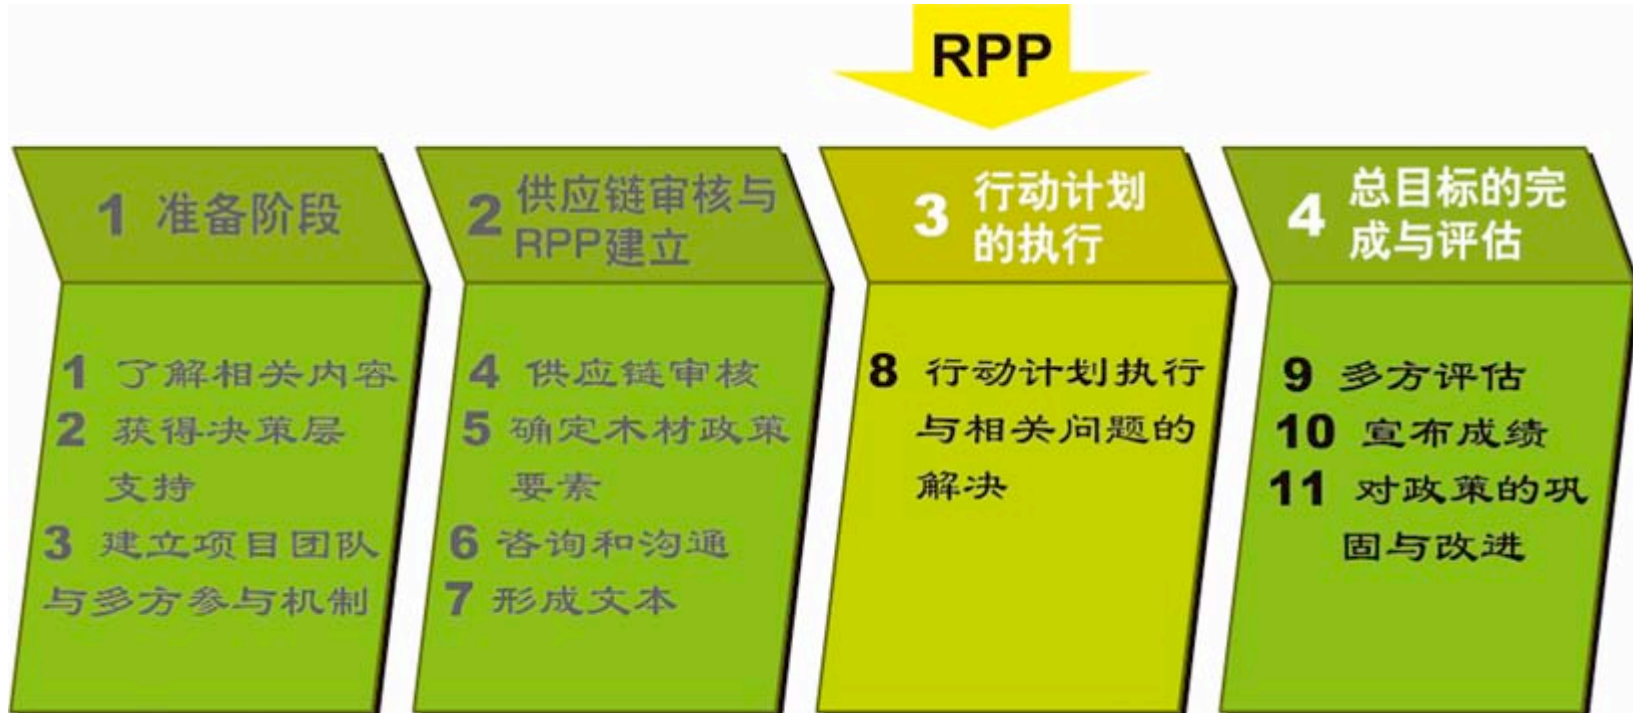 RPP
1 准备阶段
1 了解相关内容
2 获得决策层
支持
3 建立项目团队
与多方参与机制
2 供应链审核与
RPP建立
4 供应链审核
5 确定木材政策
要素
6 咨询和沟通
7 形成文本
3 行动计划
的执行
8 行动计划执行
与相关问题的
解决
4 总目标的完
成与评估
9 多方评估
10 宣布成绩
11 对政策的巩
固与改进